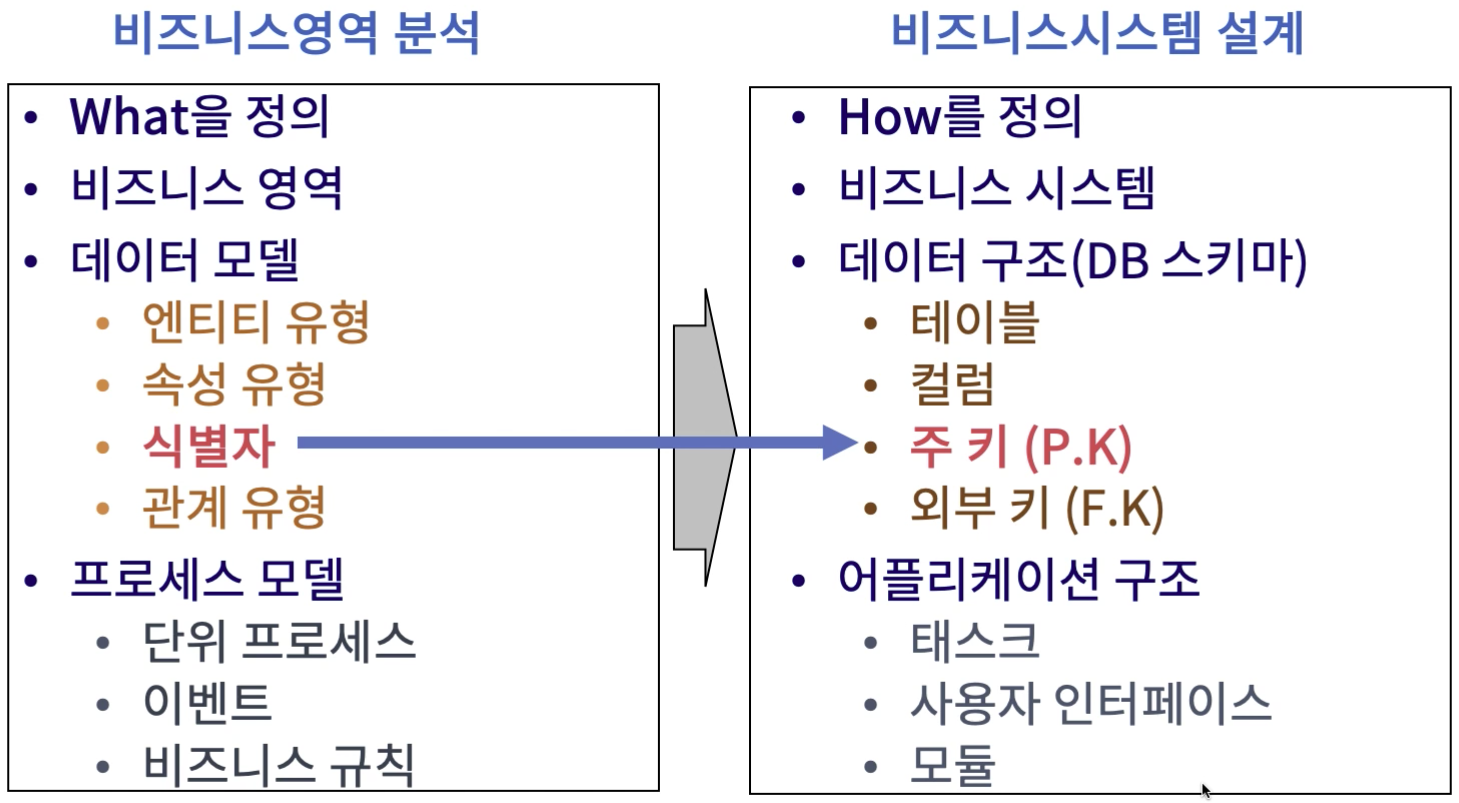 비즈니스영역 분석
• What을 정의
• 비즈니스 영역
• 데이터 모델
• 엔티티 유형
• 속성 유형
• 식별자
• 관계 유형
• 프로세스 모델
• 단위 프로세스
• 이벤트
• 비즈니스 규칙
비즈니스시스템 설계
• How를 정의
• 비즈니스 시스템
• 데이터 구조(DB 스키마)
• 테이블
• 컬럼
• 주 키 (P.K)
• 외부 키 (F.K)
• 어플리케이션 구조
• 태스크
• 사용자 인터페이스
• 모듈